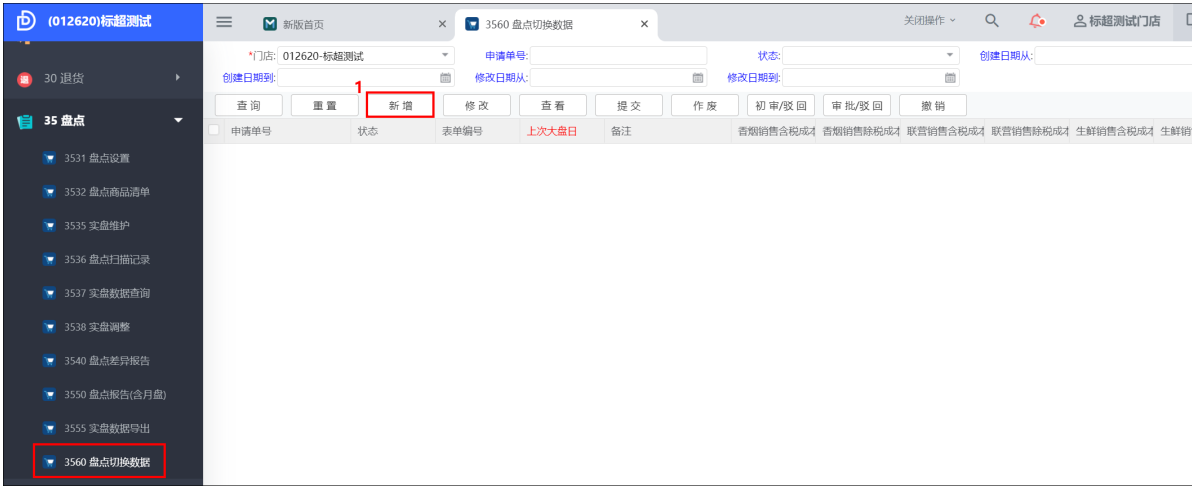 (012620)标超测试
新版首页
3560 盘点切换数据
关闭操作
标超测试门店
*门店: 012620-标超测试
申请单号:
状态:
创建日期从:
创建日期到:
修改日期从:
修改日期到:
1
查 询
重 置
新 增
修 改
查 看
提 交
作 废
初 审/驳 回
审 批/驳 回
撤 销
申请单号
状态
表单编号
上次大盘日
备注
香烟销售含税成本
香烟销售除税成本
联营销售含税成本
联营销售除税成本
生鲜销售含税成本
生鲜销
退
30 退货
35 盘点
3531 盘点设置
3532 盘点商品清单
3535 实盘维护
3536 盘点扫描记录
3537 实盘数据查询
3538 实盘调整
3540 盘点差异报告
3550 盘点报告(含月盘)
3555 实盘数据导出
3560 盘点切换数据